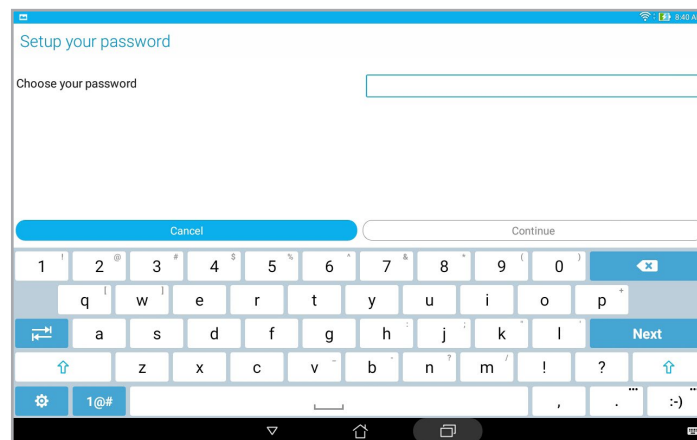 8:40 A
Setup your password
Choose your password
Cancel Continue
1 ! 2 @ 3 # 4 $ 5 % 6 ^ 7 & 8 * 9 ( 0 )
q [ w ] e r t y u i o p +
a s d f g h : j ; k l Next
z x c v b n ? m / ! ?
1@# , . ... :-) ...